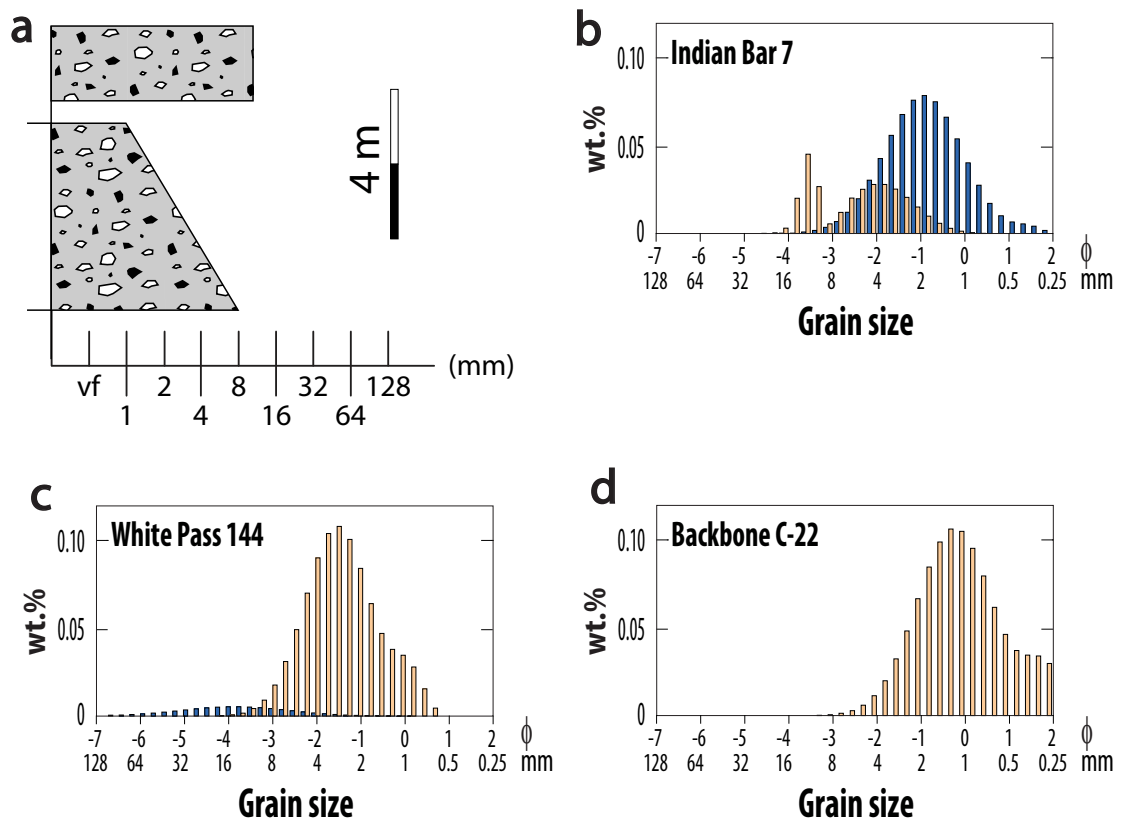 a
4 m
vf 2 8 32 128 (mm)
1 4 16 64
b
Indian Bar 7
wt.%
0.10
0.05
0
-7 -6 -5 -4 -3 -2 -1 0 1 2 ϕ
128 64 32 16 8 4 2 1 0.5 0.25 mm
Grain size
c
White Pass 144
wt.%
0.10
0.05
0
-7 -6 -5 -4 -3 -2 -1 0 1 2 ϕ
128 64 32 16 8 4 2 1 0.5 0.25 mm
Grain size
d
Backbone C-22
wt.%
0.10
0.05
0
-7 -6 -5 -4 -3 -2 -1 0 1 2 ϕ
128 64 32 16 8 4 2 1 0.5 0.25 mm
Grain size